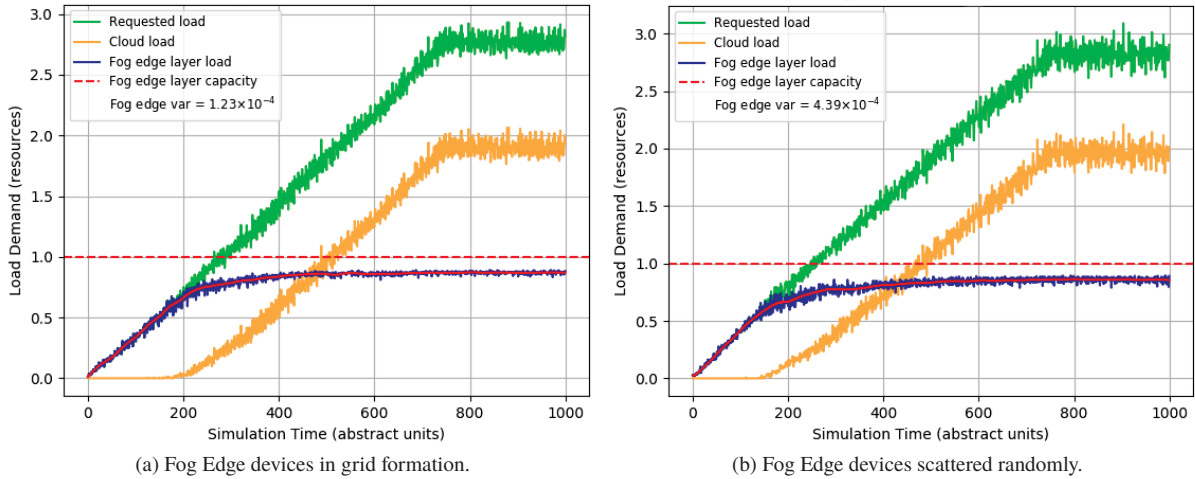 Requested load
Cloud load
Fog edge layer load
Fog edge layer capacity
Fog edge var = 1.23×10⁻⁴
3.0
2.5
2.0
1.5
1.0
0.5
0.0
Load Demand (resources)
0 200 400 600 800 1000
Simulation Time (abstract units)
(a) Fog Edge devices in grid formation.
Requested load
Cloud load
Fog edge layer load
Fog edge layer capacity
Fog edge var = 4.39×10⁻⁴
3.0
2.5
2.0
1.5
1.0
0.5
0.0
Load Demand (resources)
0 200 400 600 800 1000
Simulation Time (abstract units)
(b) Fog Edge devices scattered randomly.